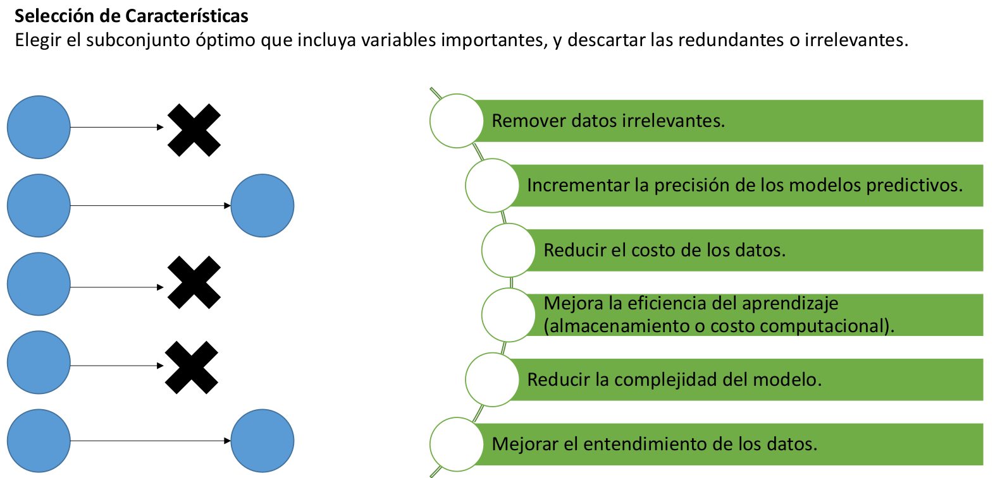 Selección de Características
Elegir el subconjunto óptimo que incluya variables importantes, y descartar las redundantes o irrelevantes.
Remover datos irrelevantes.
Incrementar la precisión de los modelos predictivos.
Reducir el costo de los datos.
Mejora la eficiencia del aprendizaje
(almacenamiento o costo computacional).
Reducir la complejidad del modelo.
Mejorar el entendimiento de los datos.